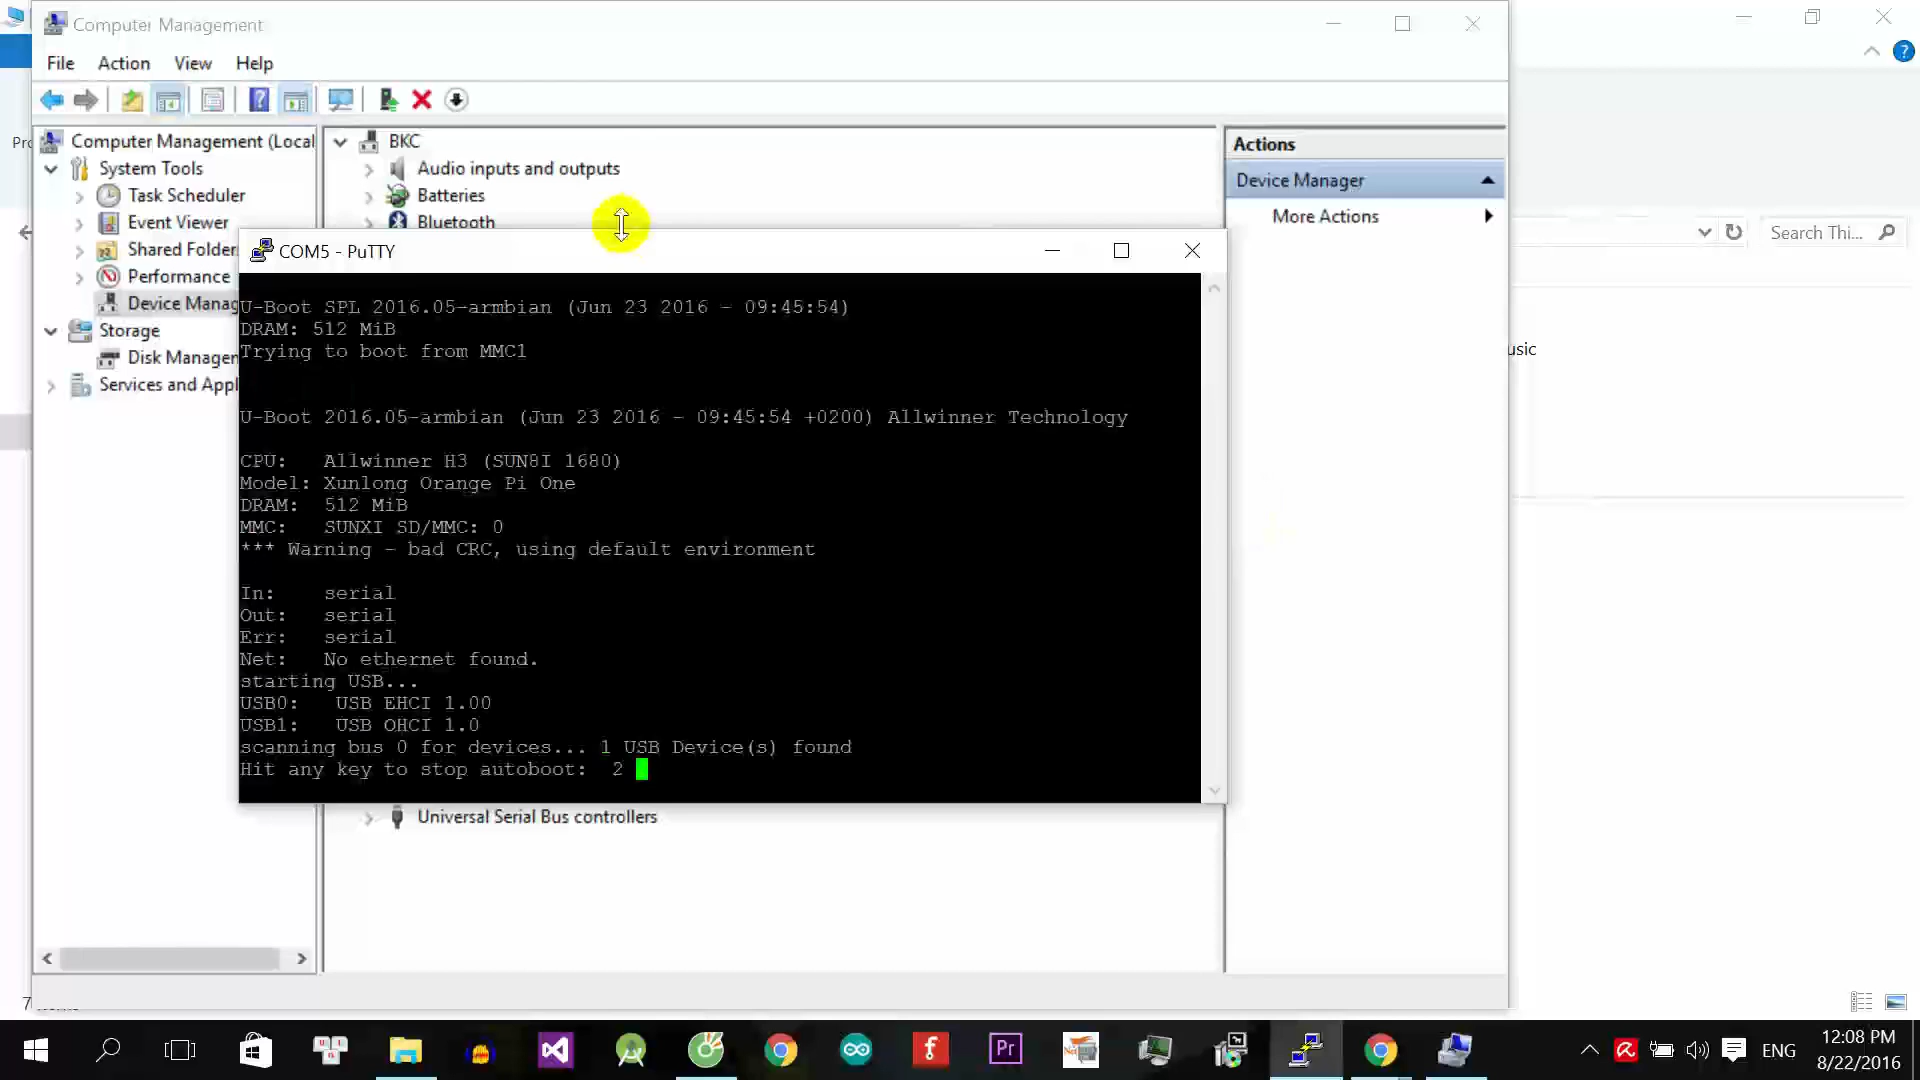 Computer Management
File Action View Help
Computer Management (Local
System Tools
Task Scheduler
Event Viewer
Shared Folder
Performance
Device Manag
Storage
Disk Managen
Services and Appl
BKC
Audio inputs and outputs
Batteries
Bluetooth
Universal Serial Bus controllers
Actions
Device Manager
More Actions
COM5 - PuTTY
U-Boot SPL 2016.05-armbian (Jun 23 2016 - 09:45:54)
DRAM: 512 MiB
Trying to boot from MMC1
U-Boot 2016.05-armbian (Jun 23 2016 - 09:45:54 +0200) Allwinner Technology
CPU: Allwinner H3 (SUN8I 1680)
Model: Xunlong Orange Pi One
DRAM: 512 MiB
MMC: SUNXI SD/MMC: 0
*** Warning - bad CRC, using default environment
In: serial
Out: serial
Err: serial
Net: No ethernet found.
starting USB...
USB0: USB EHCI 1.00
USB1: USB OHCI 1.0
scanning bus 0 for devices... 1 USB Device(s) found
Hit any key to stop autoboot: 2
Search Thi...
usic
Pr
ENG
12:08 PM
8/22/2016